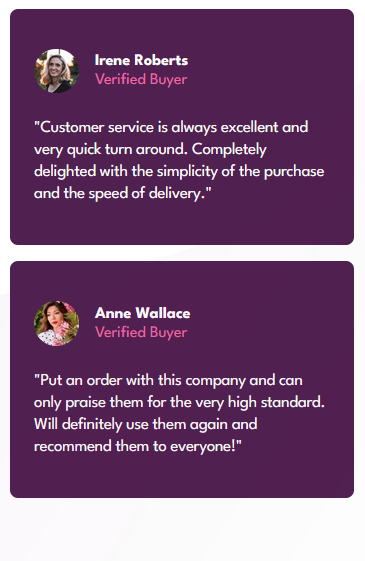 Irene Roberts
Verified Buyer
"Customer service is always excellent and
very quick turn around. Completely
delighted with the simplicity of the purchase
and the speed of delivery."
Anne Wallace
Verified Buyer
"Put an order with this company and can
only praise them for the very high standard.
Will definitely use them again and
recommend them to everyone!"